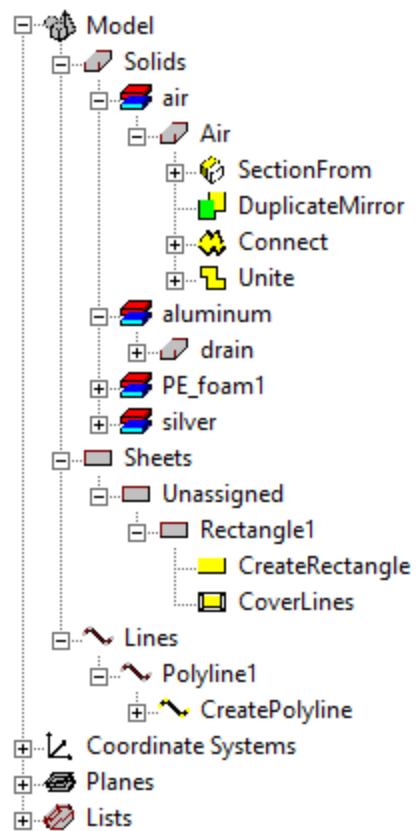 Model
Solids
air
Air
SectionFrom
DuplicateMirror
Connect
Unite
aluminum
drain
PE_foam1
silver
Sheets
Unassigned
Rectangle1
CreateRectangle
CoverLines
Lines
Polyline1
CreatePolyline
Coordinate Systems
Planes
Lists